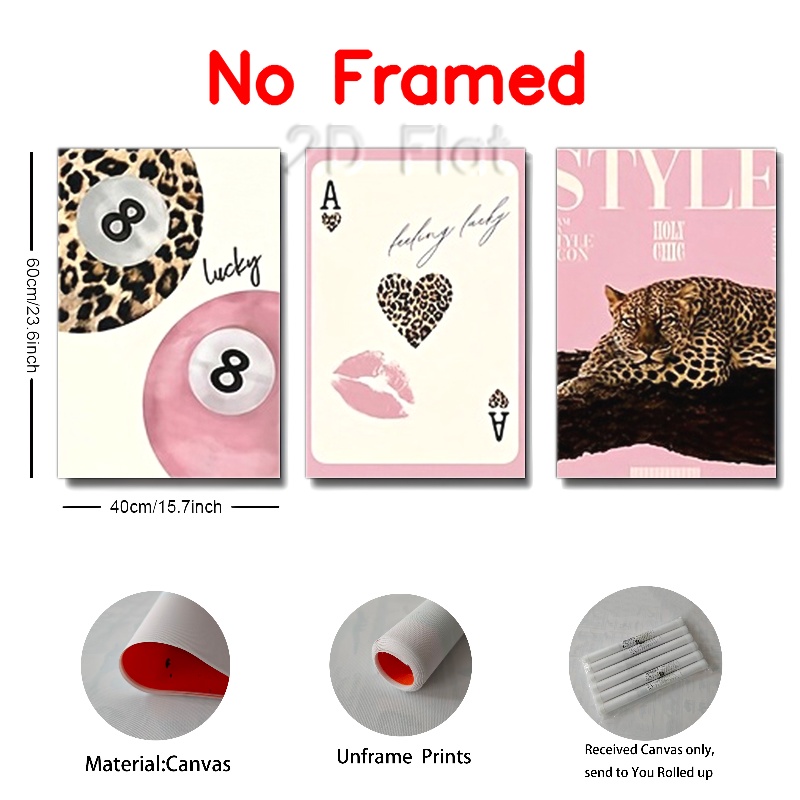 No Framed
2D Flat
60cm/23.6inch
8
lucky
8
A
feeling lucky
A
STYLE
HOLY
CHIC
40cm/15.7inch
Material:Canvas
Unframe Prints
Received Canvas only,
send to You Rolled up